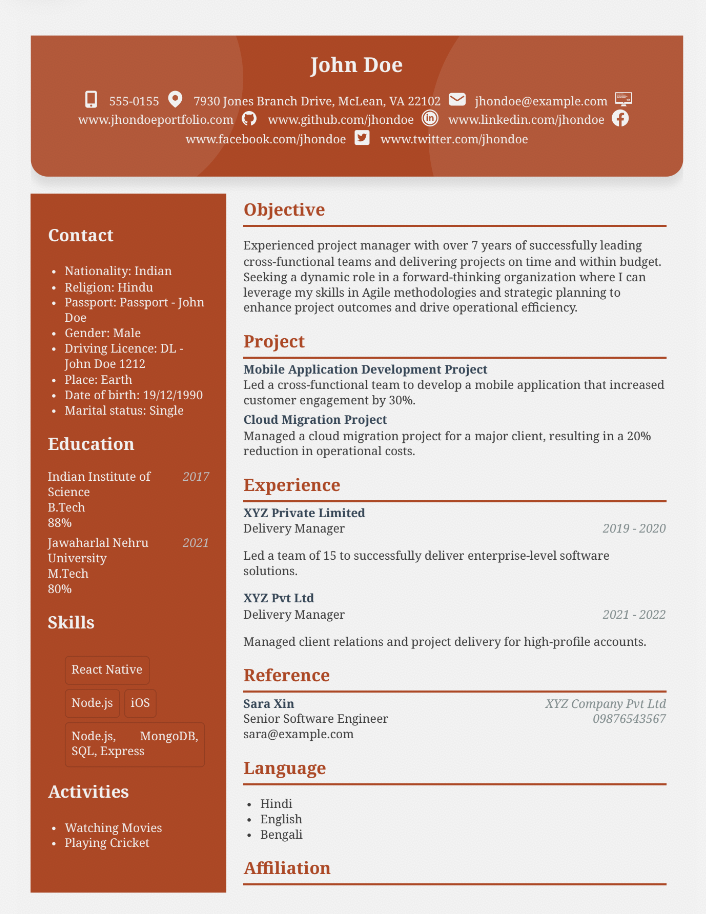 John Doe
555-0155 7930 Jones Branch Drive, McLean, VA 22102 jhondoe@example.com
www.jhondoeportfolio.com www.github.com/jhondoe www.linkedin.com/jhondoe
www.facebook.com/jhondoe www.twitter.com/jhondoe
Contact
• Nationality: Indian
• Religion: Hindu
• Passport: Passport - John
Doe
• Gender: Male
• Driving Licence: DL -
John Doe 1212
• Place: Earth
• Date of birth: 19/12/1990
• Marital status: Single
Education
Indian Institute of 2017
Science
B.Tech
88%
Jawaharlal Nehru 2021
University
M.Tech
80%
Skills
React Native
Node.js iOS
Node.js, MongoDB,
SQL, Express
Activities
• Watching Movies
• Playing Cricket
Objective
Experienced project manager with over 7 years of successfully leading
cross-functional teams and delivering projects on time and within budget.
Seeking a dynamic role in a forward-thinking organization where I can
leverage my skills in Agile methodologies and strategic planning to
enhance project outcomes and drive operational efficiency.
Project
Mobile Application Development Project
Led a cross-functional team to develop a mobile application that increased
customer engagement by 30%.
Cloud Migration Project
Managed a cloud migration project for a major client, resulting in a 20%
reduction in operational costs.
Experience
XYZ Private Limited
Delivery Manager 2019 - 2020
Led a team of 15 to successfully deliver enterprise-level software
solutions.
XYZ Pvt Ltd
Delivery Manager 2021 - 2022
Managed client relations and project delivery for high-profile accounts.
Reference
Sara Xin XYZ Company Pvt Ltd
Senior Software Engineer 09876543567
sara@example.com
Language
• Hindi
• English
• Bengali
Affiliation